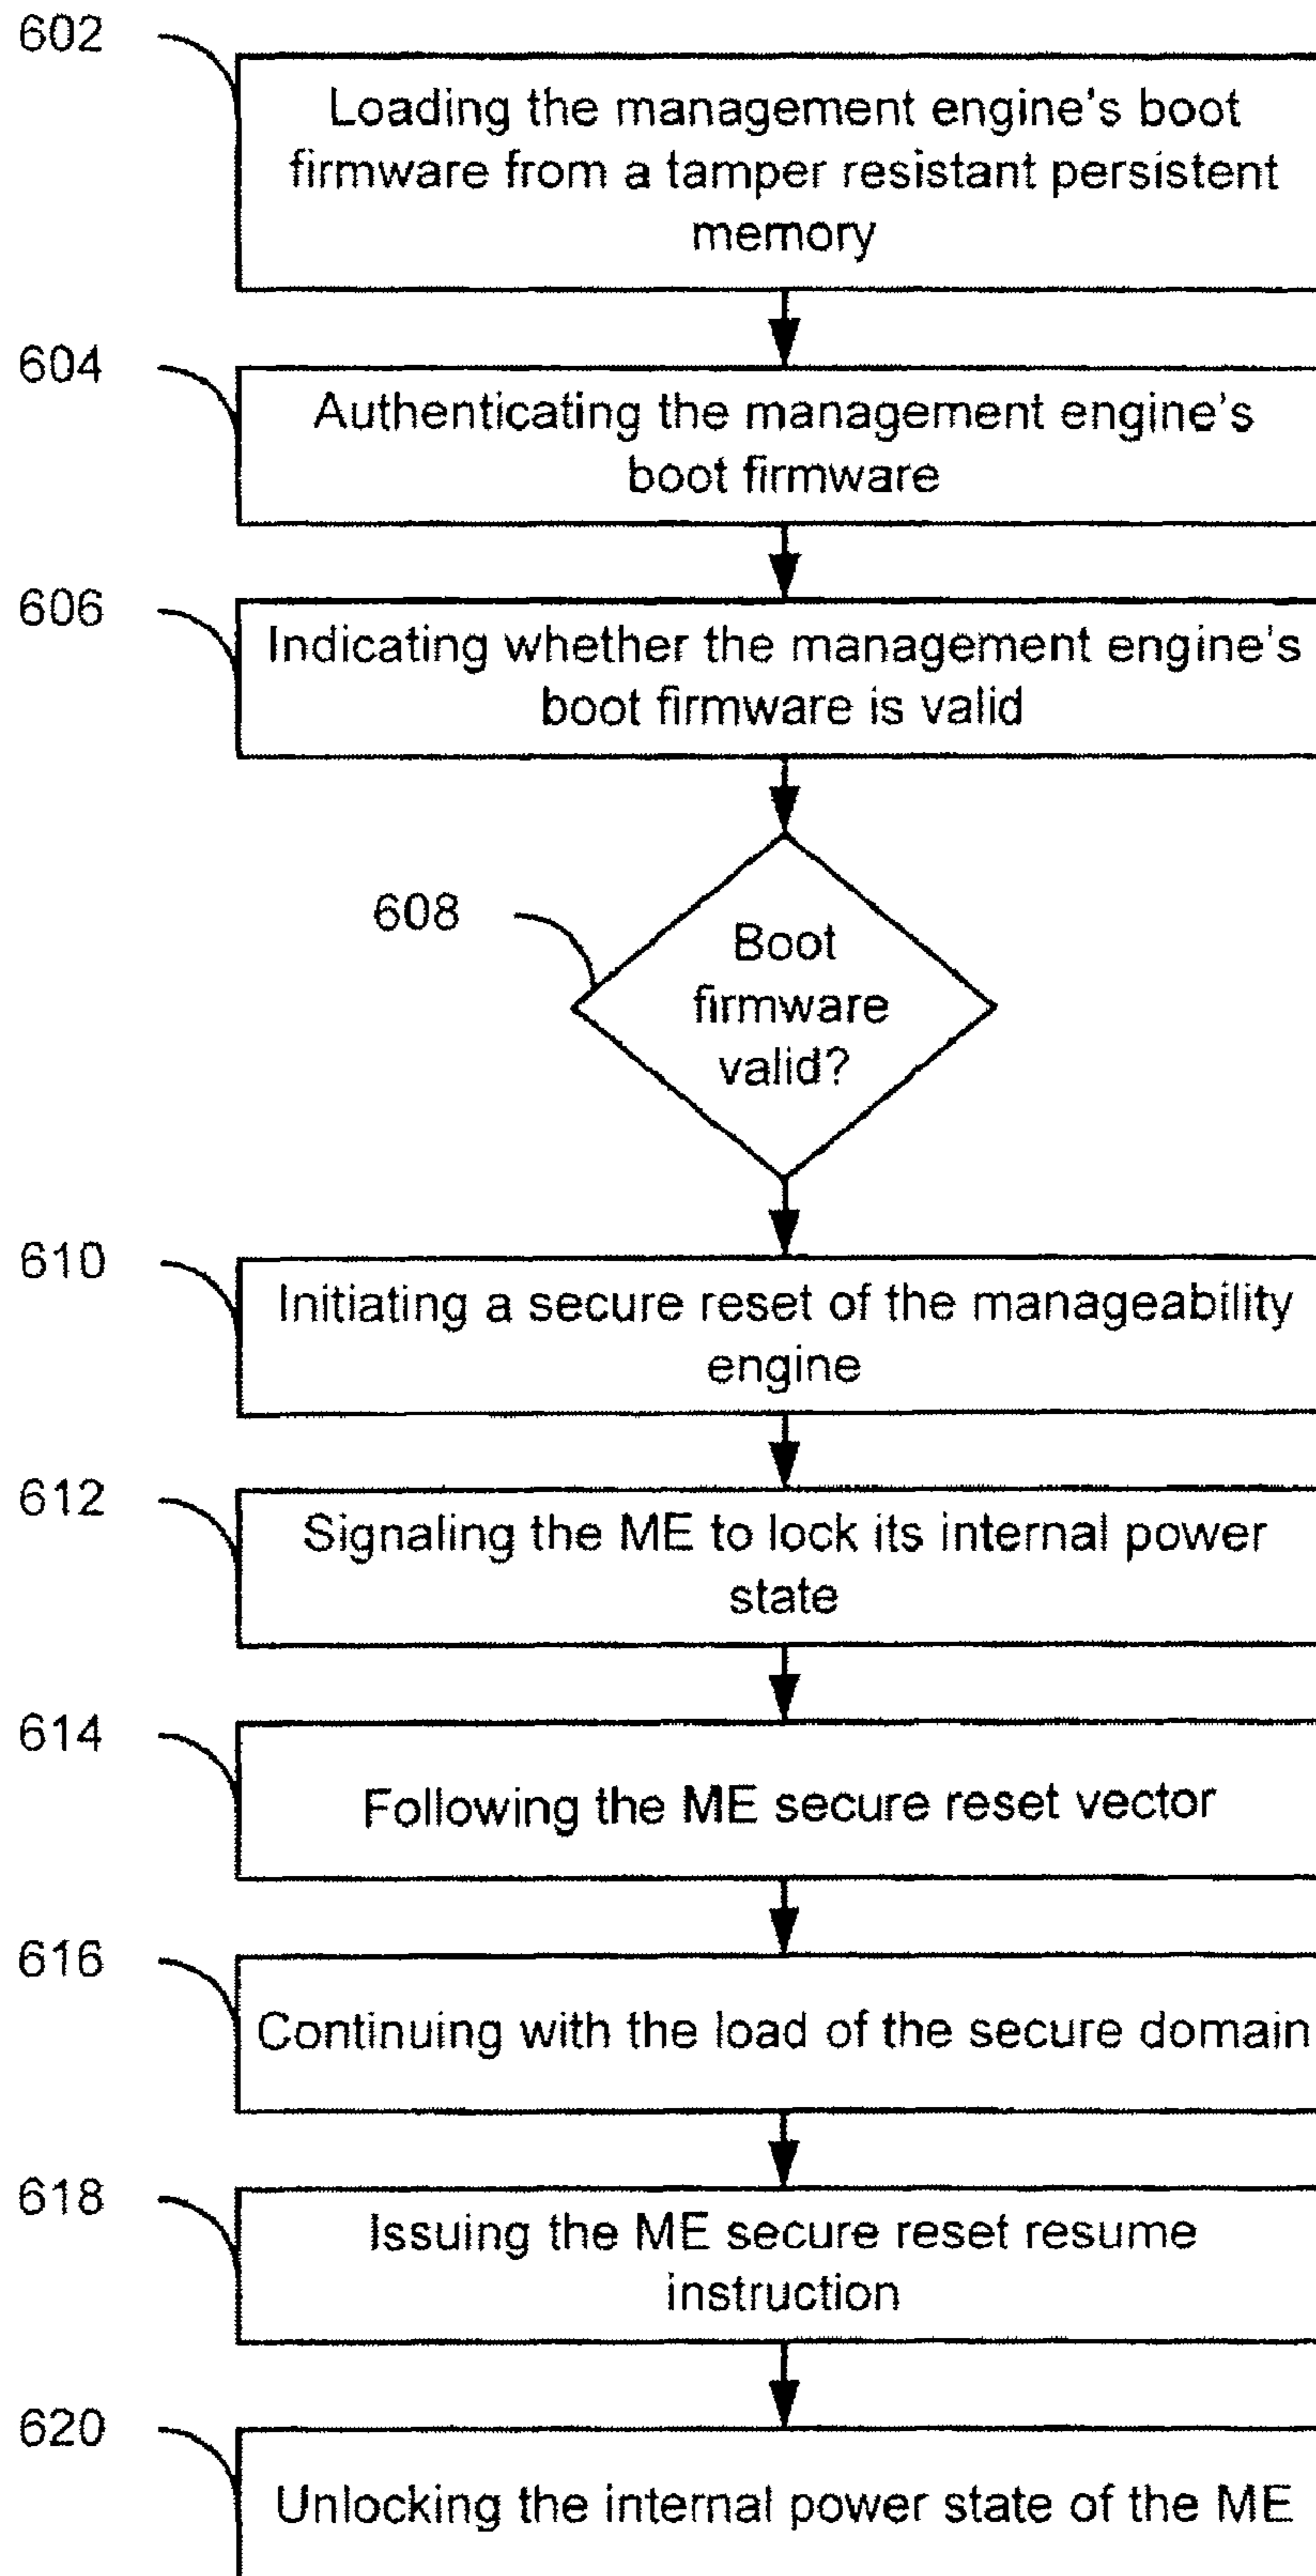 602
Loading the management engine's boot
firmware from a tamper resistant persistent
memory
604
Authenticating the management engine's
boot firmware
606
Indicating whether the management engine's
boot firmware is valid
608
Boot
firmware
valid?
610
Initiating a secure reset of the manageability
engine
612
Signaling the ME to lock its internal power
state
614
Following the ME secure reset vector
616
Continuing with the load of the secure domain
618
Issuing the ME secure reset resume
instruction
620
Unlocking the internal power state of the ME